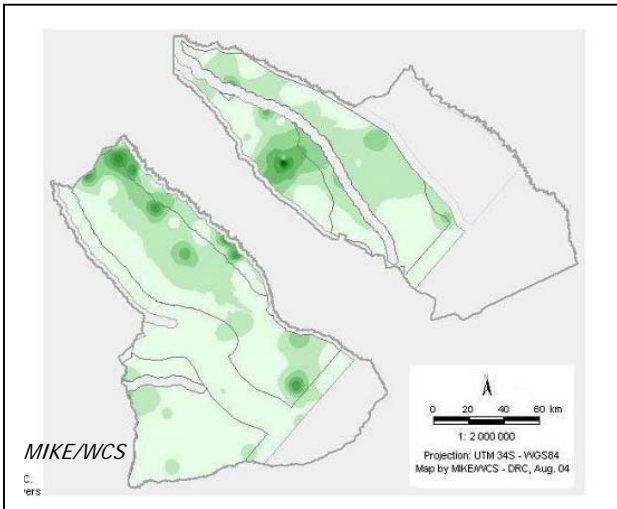 MIKE/WCS
C.
ers
N
0 20 40 60 km
1: 2 000 000
Projection: UTM 34S - WGS84
Map by MIKE/WCS - DRC, Aug. 04